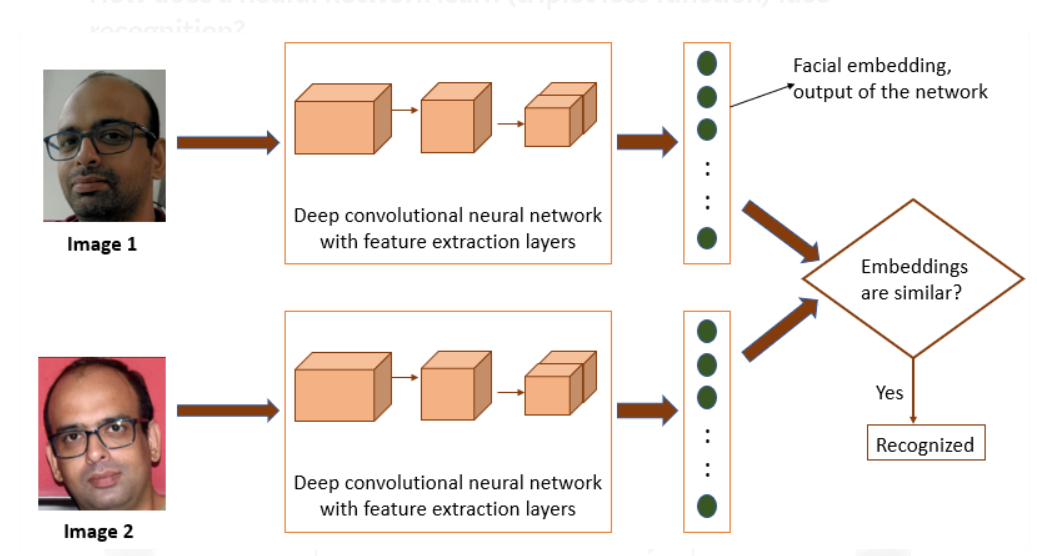 How does a neural network learn (triplet loss function) face
recognition?
Facial embedding,
output of the network
Deep convolutional neural network
with feature extraction layers
Image 1
Embeddings
are similar?
Yes
Recognized
Deep convolutional neural network
with feature extraction layers
Image 2